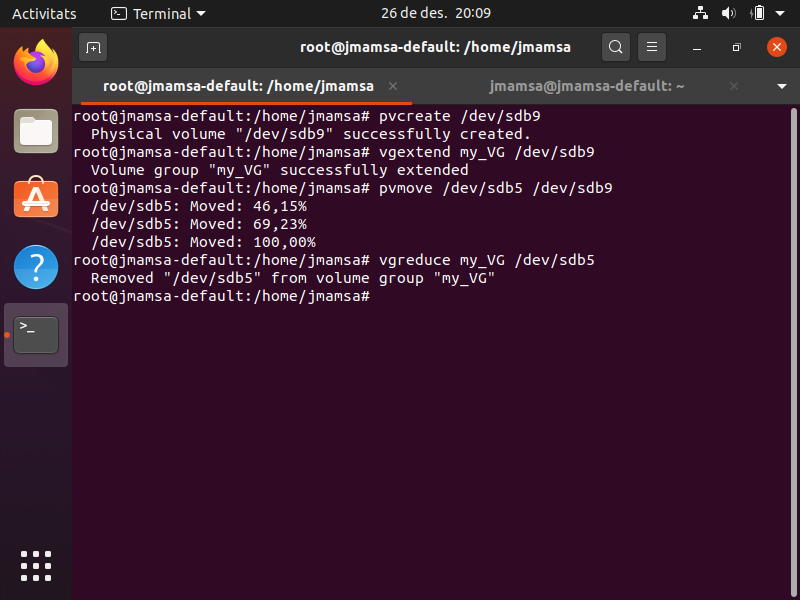 Activitats
Terminal
26 de des. 20:09
root@jmamsa-default: /home/jmamsa
root@jmamsa-default: /home/jmamsa
jmamsa@jmamsa-default: ~
root@jmamsa-default:/home/jmamsa# pvcreate /dev/sdb9
  Physical volume "/dev/sdb9" successfully created.
root@jmamsa-default:/home/jmamsa# vgextend my_VG /dev/sdb9
  Volume group "my_VG" successfully extended
root@jmamsa-default:/home/jmamsa# pvmove /dev/sdb5 /dev/sdb9
  /dev/sdb5: Moved: 46,15%
  /dev/sdb5: Moved: 69,23%
  /dev/sdb5: Moved: 100,00%
root@jmamsa-default:/home/jmamsa# vgreduce my_VG /dev/sdb5
  Removed "/dev/sdb5" from volume group "my_VG"
root@jmamsa-default:/home/jmamsa#